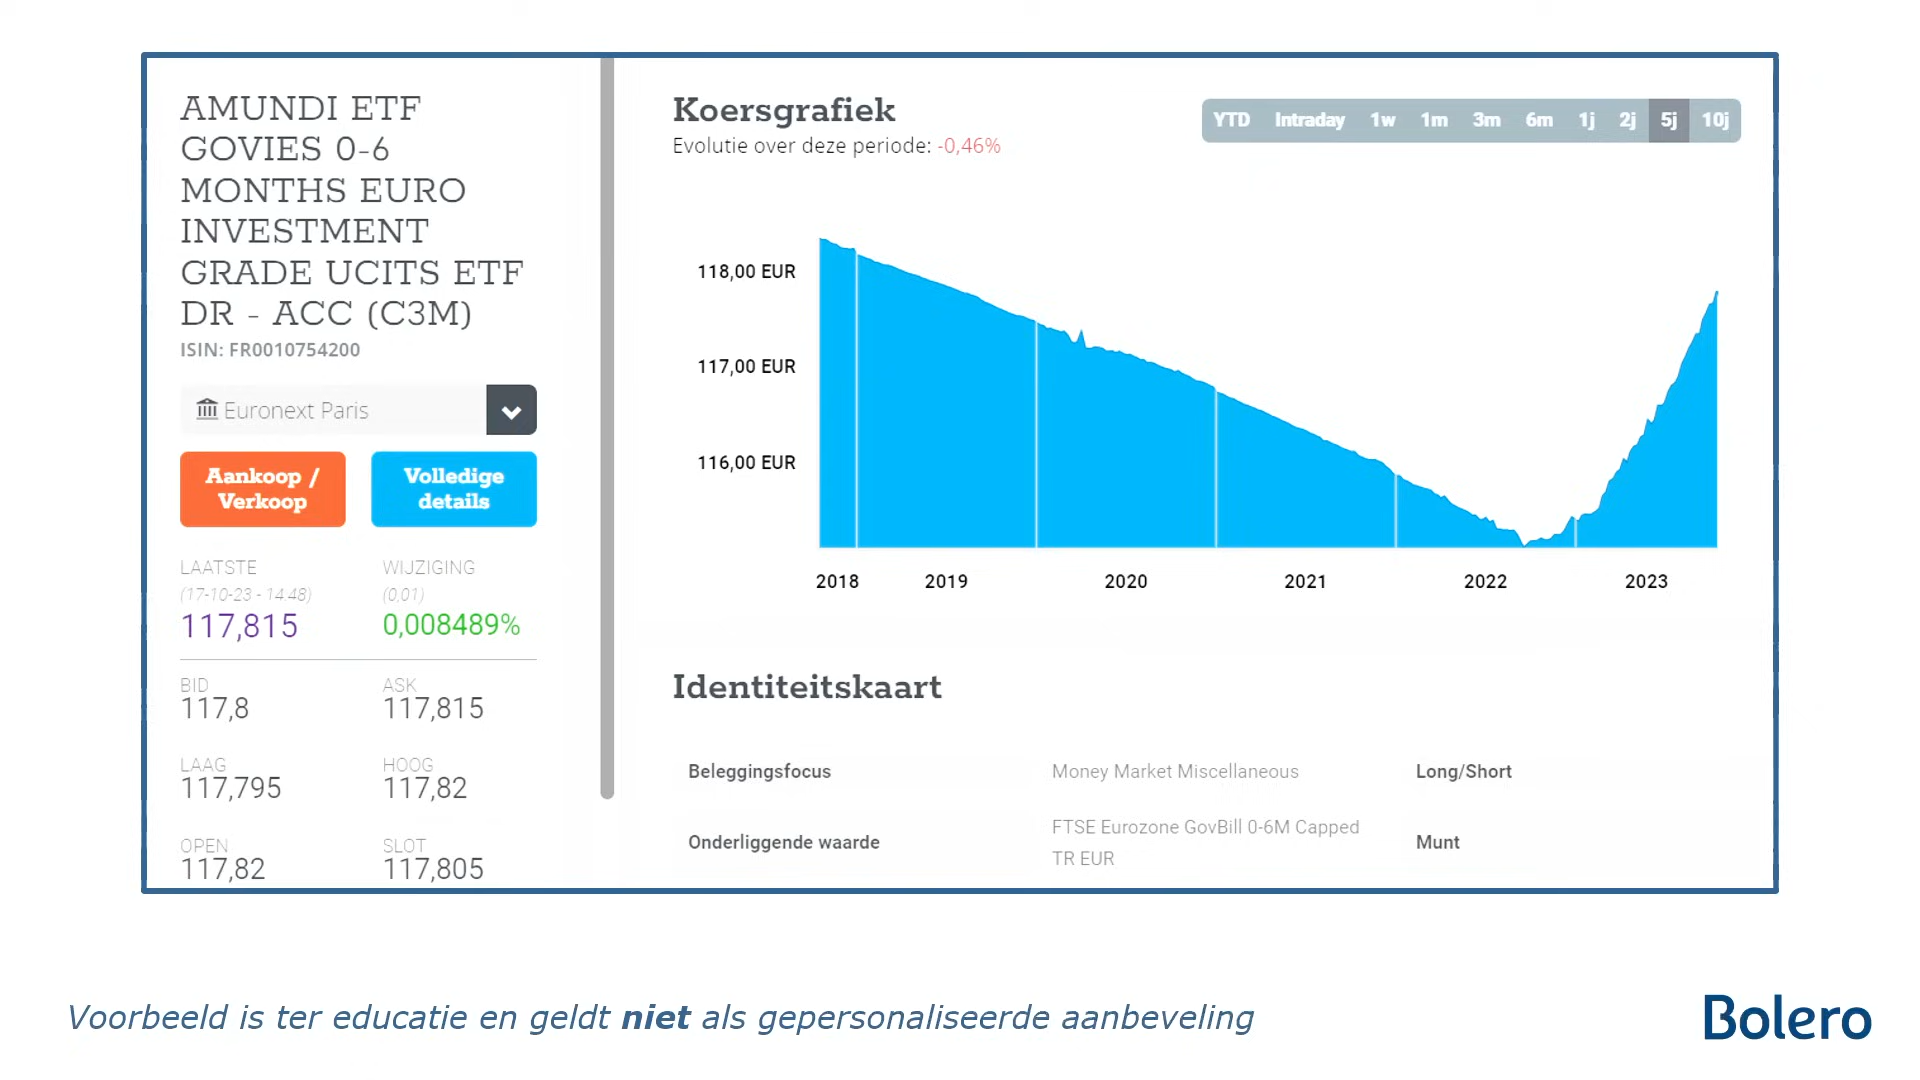 AMUNDI ETF
GOVIES 0-6
MONTHS EURO
INVESTMENT
GRADE UCITS ETF
DR - ACC (C3M)
ISIN: FR0010754200
Euronext Paris
Aankoop /
Verkoop
Volledige
details
LAATSTE
(17-10-23 - 14:48)
117,815
WIJZIGING
(0,01)
0,008489%
BID
117,8
ASK
117,815
LAAG
117,795
HOOG
117,82
OPEN
117,82
SLOT
117,805
Koersgrafiek
Evolutie over deze periode: -0,46%
YTD Intraday 1w 1m 3m 6m 1j 2j 5j 10j
118,00 EUR
117,00 EUR
116,00 EUR
2018 2019 2020 2021 2022 2023
Identiteitskaart
Beleggingsfocus
Money Market Miscellaneous
Long/Short
Onderliggende waarde
FTSE Eurozone GovBill 0-6M Capped
TR EUR
Munt
Voorbeeld is ter educatie en geldt niet als gepersonaliseerde aanbeveling
Bolero